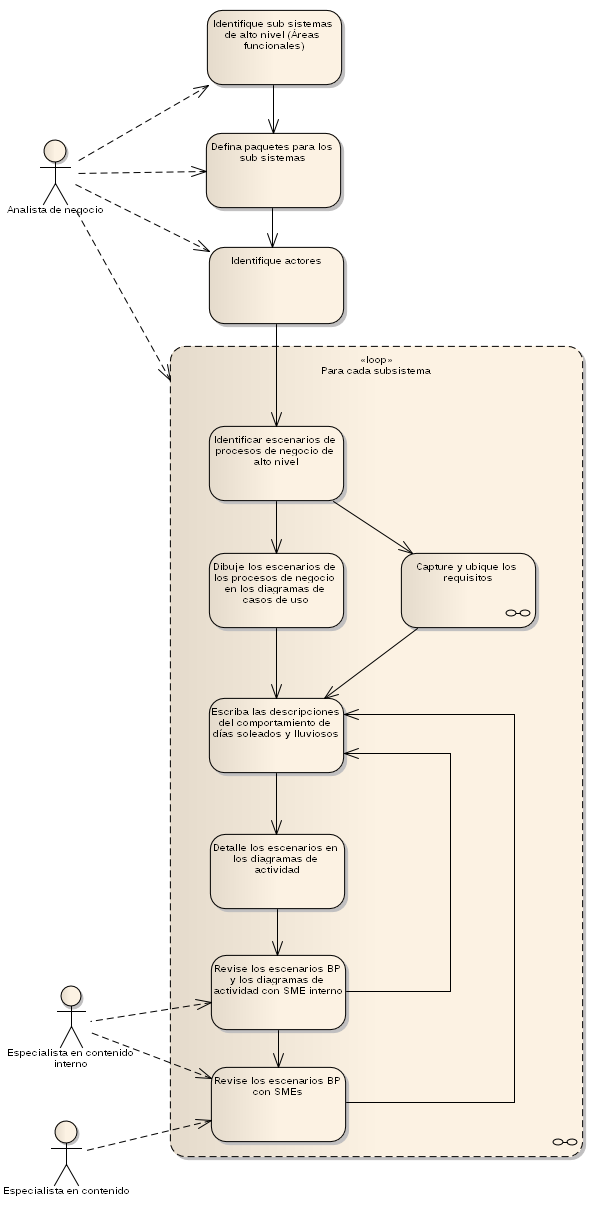 Identifique sub sistemas
de alto nivel (Áreas
funcionales)
Defina paquetes para los
sub sistemas
Analista de negocio
Identifique actores
«loop»
Para cada subsistema
Identificar escenarios de
procesos de negocio de
alto nivel
Dibuje los escenarios de
los procesos de negocio
en los diagramas de
casos de uso
Capture y ubique los
requisitos
Escriba las descripciones
del comportamiento de
días soleados y lluviosos
Detalle los escenarios en
los diagramas de
actividad
Revise los escenarios BP
y los diagramas de
actividad con SME interno
Especialista en contenido
interno
Revise los escenarios BP
con SMEs
Especialista en contenido